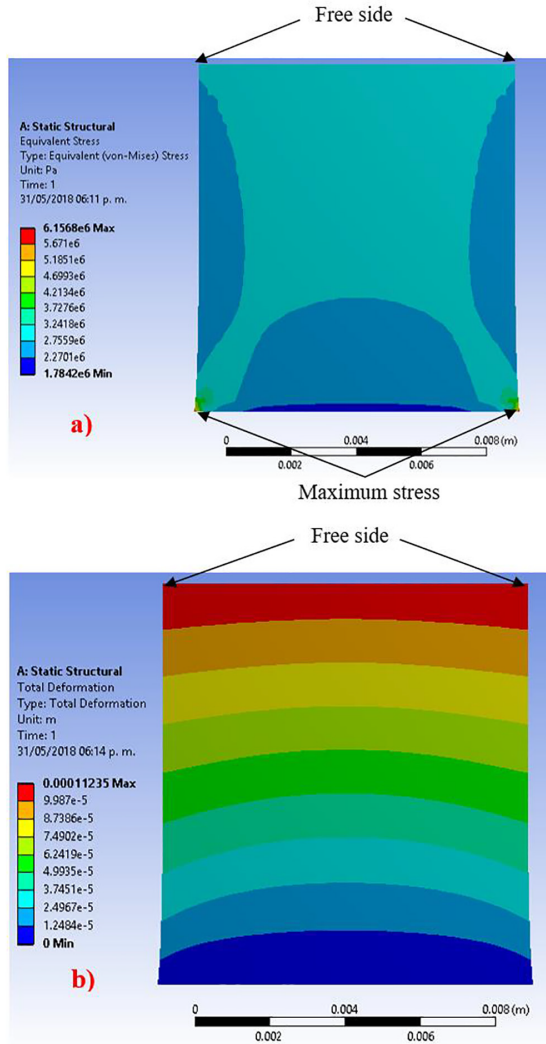 Free side
A: Static Structural
Equivalent Stress
Type: Equivalent (von-Mises) Stress
Unit: Pa
Time: 1
31/05/2018 06:11 p. m.
6.1568e6 Max
5.671e6
5.1851e6
4.6993e6
4.2134e6
3.7276e6
3.2418e6
2.7559e6
2.2701e6
1.7842e6 Min
a)
0 0.004 0.008 (m)
0.002 0.006
Maximum stress
Free side
A: Static Structural
Total Deformation
Type: Total Deformation
Unit: m
Time: 1
31/05/2018 06:14 p. m.
0.00011235 Max
9.987e-5
8.7386e-5
7.4902e-5
6.2419e-5
4.9935e-5
3.7451e-5
2.4967e-5
1.2484e-5
0 Min
b)
0 0.004 0.008 (m)
0.002 0.006